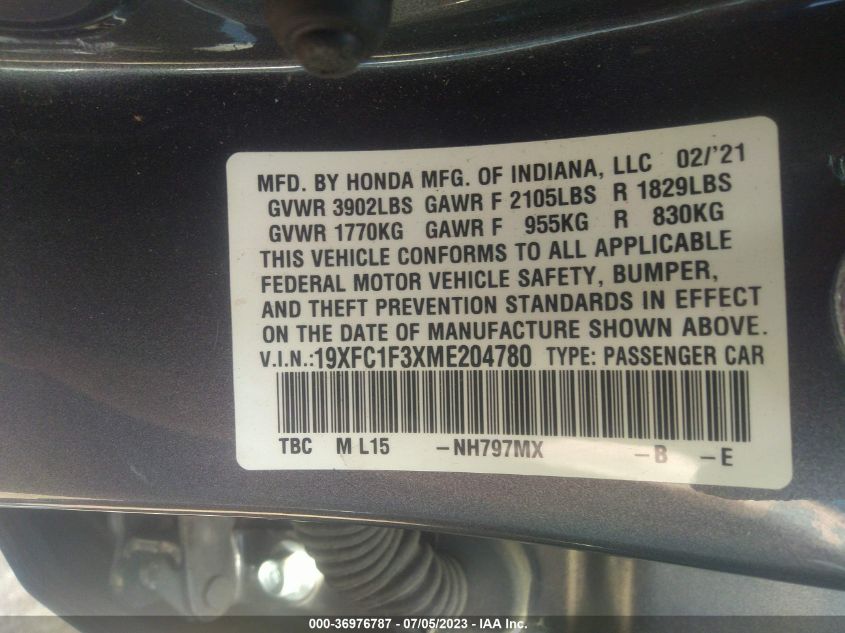 MFD. BY HONDA MFG. OF INDIANA, LLC 02/'21
GVWR 3902LBS GAWR F 2105LBS R 1829LBS
GVWR 1770KG GAWR F 955KG R 830KG
THIS VEHICLE CONFORMS TO ALL APPLICABLE
FEDERAL MOTOR VEHICLE SAFETY, BUMPER,
AND THEFT PREVENTION STANDARDS IN EFFECT
ON THE DATE OF MANUFACTURE SHOWN ABOVE.
V.I.N.:19XFC1F3XME204780 TYPE: PASSENGER CAR
TBC M L15 -NH797MX -B -E
000-36976787 - 07/05/2023 - IAA, Inc.